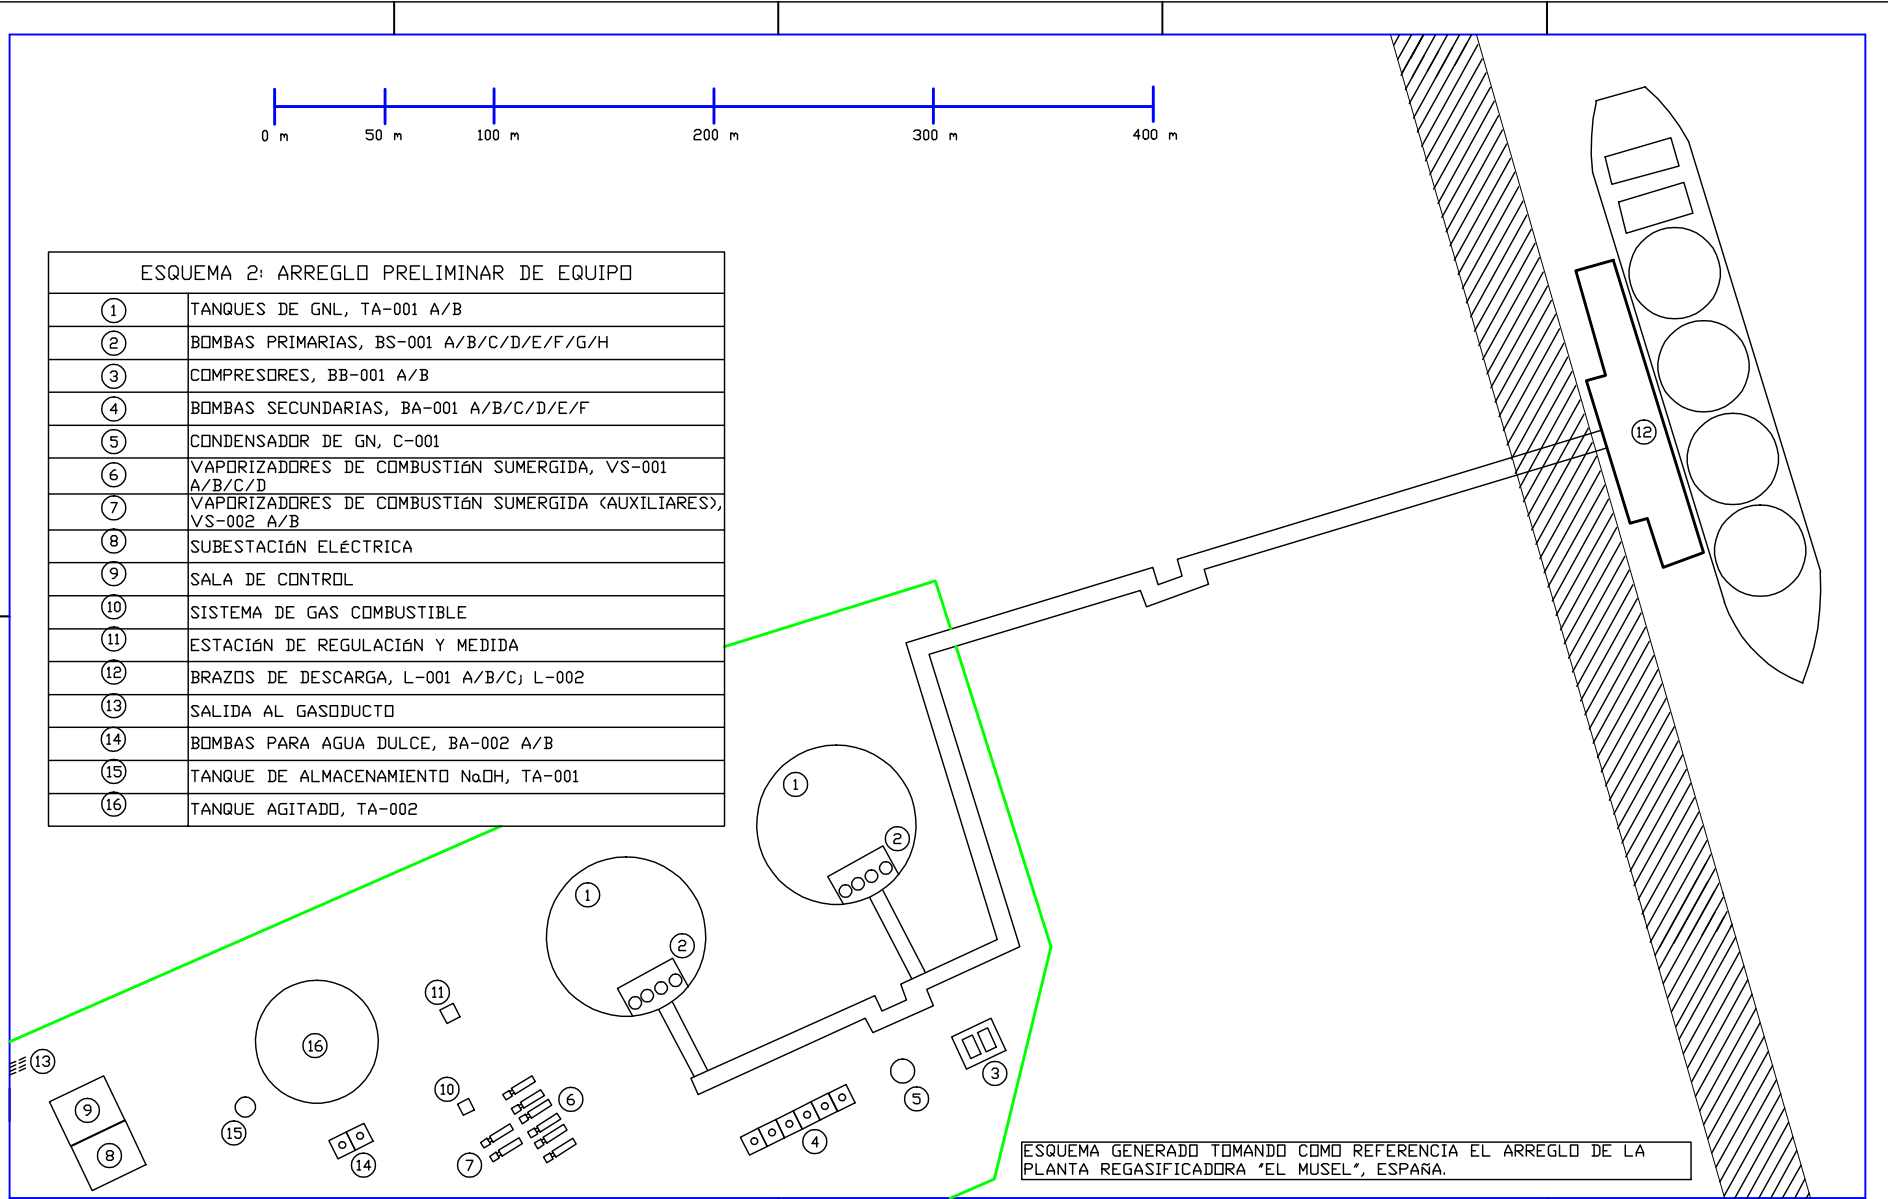 0 m
50 m
100 m
200 m
300 m
400 m
ESQUEMA 2: ARREGLO PRELIMINAR DE EQUIPO
1 TANQUES DE GNL, TA-001 A/B
2 BOMBAS PRIMARIAS, BS-001 A/B/C/D/E/F/G/H
3 COMPRESORES, BB-001 A/B
4 BOMBAS SECUNDARIAS, BA-001 A/B/C/D/E/F
5 CONDENSADOR DE GN, C-001
6 VAPORIZADORES DE COMBUSTIóN SUMERGIDA, VS-001
A/B/C/D
7 VAPORIZADORES DE COMBUSTIóN SUMERGIDA (AUXILIARES),
VS-002 A/B
8 SUBESTACIóN ELéCTRICA
9 SALA DE CONTROL
10 SISTEMA DE GAS COMBUSTIBLE
11 ESTACIóN DE REGULACIóN Y MEDIDA
12 BRAZOS DE DESCARGA, L-001 A/B/C; L-002
13 SALIDA AL GASODUCTO
14 BOMBAS PARA AGUA DULCE, BA-002 A/B
15 TANQUE DE ALMACENAMIENTO NaOH, TA-001
16 TANQUE AGITADO, TA-002
12
1
2
1
2
11
16
13
3
10
6
5
9
15
4
8
14
7
ESQUEMA GENERADO TOMANDO COMO REFERENCIA EL ARREGLO DE LA
PLANTA REGASIFICADORA "EL MUSEL", ESPAñA.